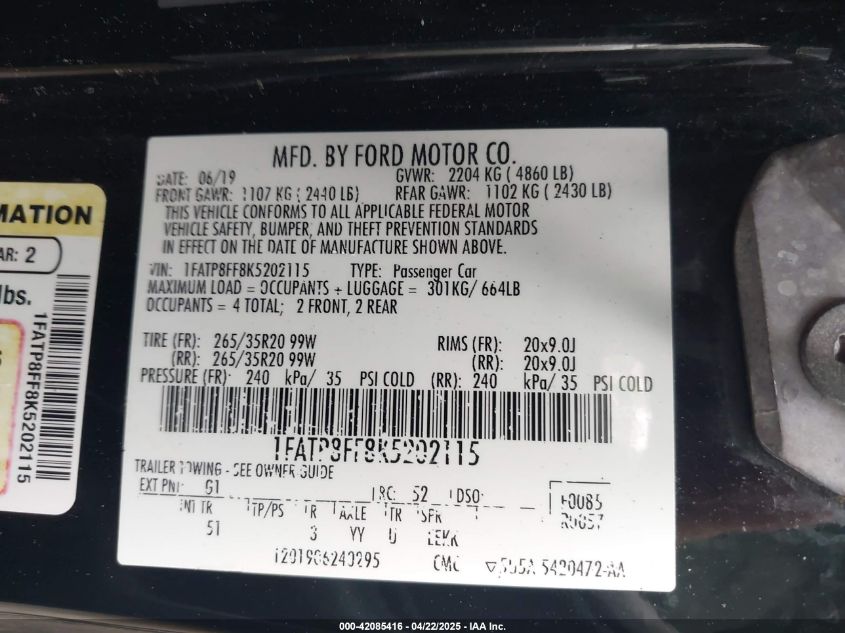 MATION
AR: 2
lbs.
1FATP8FF8K5202115
MFD. BY FORD MOTOR CO.
DATE: 06/19 GVWR: 2204 KG ( 4860 LB)
FRONT GAWR: 1107 KG ( 2440 LB) REAR GAWR: 1102 KG ( 2430 LB)
THIS VEHICLE CONFORMS TO ALL APPLICABLE FEDERAL MOTOR
VEHICLE SAFETY, BUMPER, AND THEFT PREVENTION STANDARDS
IN EFFECT ON THE DATE OF MANUFACTURE SHOWN ABOVE.
VIN: 1FATP8FF8K5202115 TYPE: Passenger Car
MAXIMUM LOAD = OCCUPANTS + LUGGAGE = 301KG/ 664LB
OCCUPANTS = 4 TOTAL; 2 FRONT, 2 REAR
TIRE (FR): 265/35R20 99W RIMS (FR): 20x9.0J
(RR): 265/35R20 99W (RR): 20x9.0J
PRESSURE (FR): 240 kPa/ 35 PSI COLD (RR): 240 kPa/ 35 PSI COLD
1FATP8FF8K5202115
TRAILER TOWING - SEE OWNER GUIDE
EXT PNT: G1 RC: 52 DSO:
F0085
R0057
INT TR TP/PS R AXLE TR SPR
51 3 YY
CMC
000-42085416 - 04/22/2025 - IAA Inc.